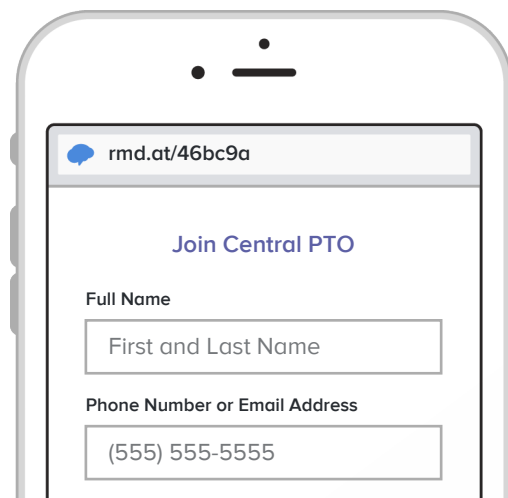 rmd.at/46bc9a
Join Central PTO
Full Name
First and Last Name
Phone Number or Email Address
(555) 555-5555